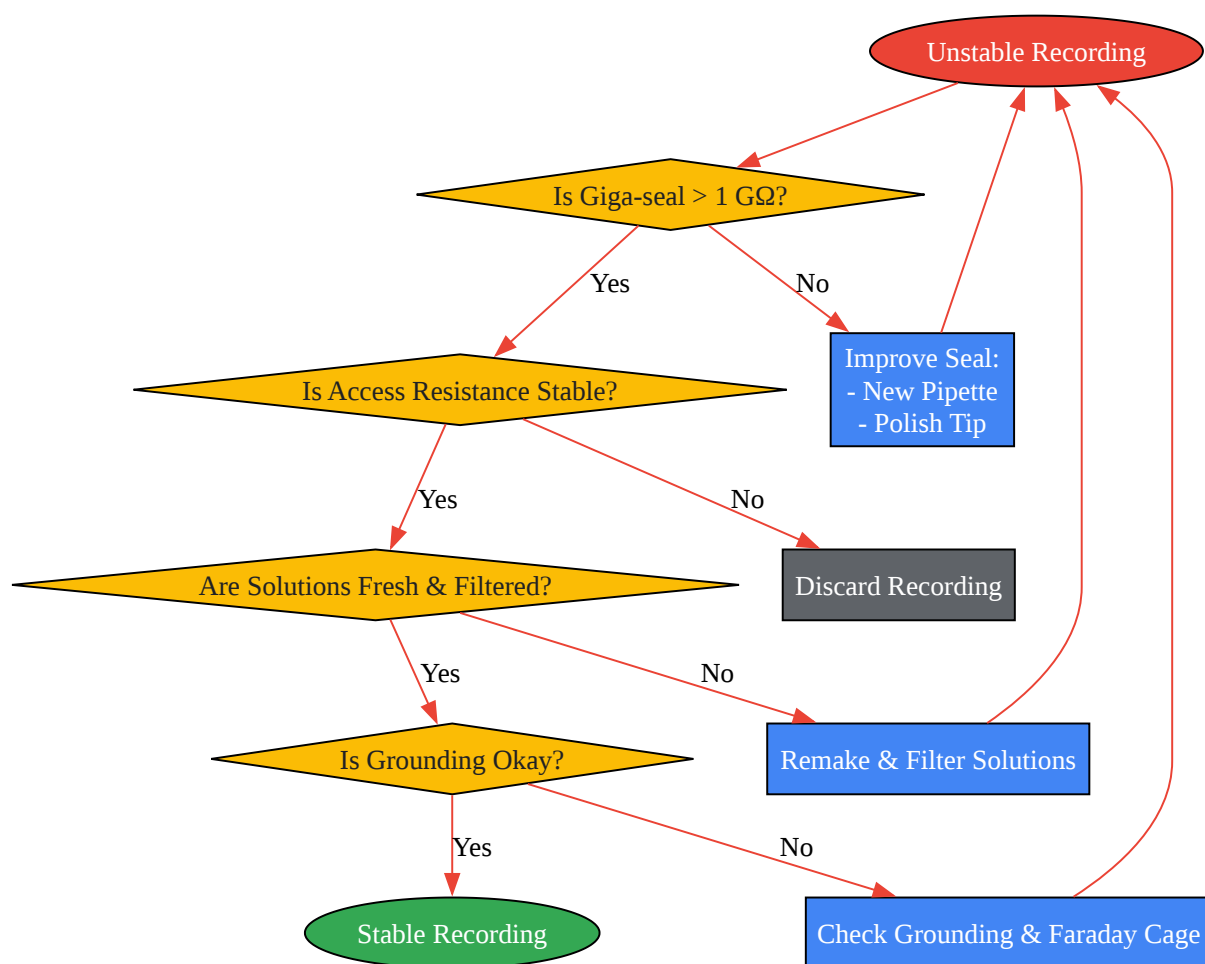 Unstable Recording
Is Giga-seal > 1 GΩ?
Yes
No
Improve Seal:
- New Pipette
- Polish Tip
Is Access Resistance Stable?
Yes
No
Discard Recording
Are Solutions Fresh & Filtered?
Yes
No
Remake & Filter Solutions
Is Grounding Okay?
Yes
No
Stable Recording
Check Grounding & Faraday Cage